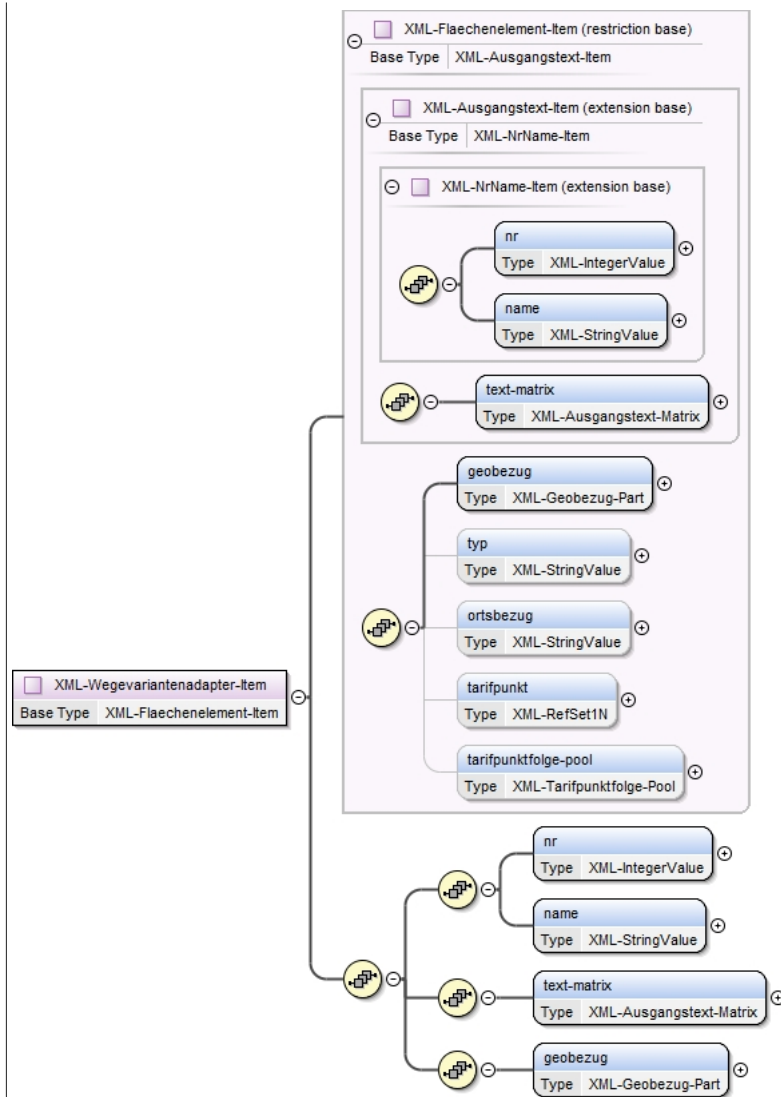 XML-Flaechenelement-Item (restriction base)
Base Type XML-Ausgangstext-Item
XML-Ausgangstext-Item (extension base)
Base Type XML-NrName-Item
XML-NrName-Item (extension base)
nr
Type XML-IntegerValue
name
Type XML-StringValue
text-matrix
Type XML-Ausgangstext-Matrix
geobezug
Type XML-Geobezug-Part
typ
Type XML-StringValue
ortsbezug
Type XML-StringValue
tarifpunkt
Type XML-RefSet1N
tarifpunktfolge-pool
Type XML-Tarifpunktfolge-Pool
XML-Wegevariantenadapter-Item
Base Type XML-Flaechenelement-Item
nr
Type XML-IntegerValue
name
Type XML-StringValue
text-matrix
Type XML-Ausgangstext-Matrix
geobezug
Type XML-Geobezug-Part